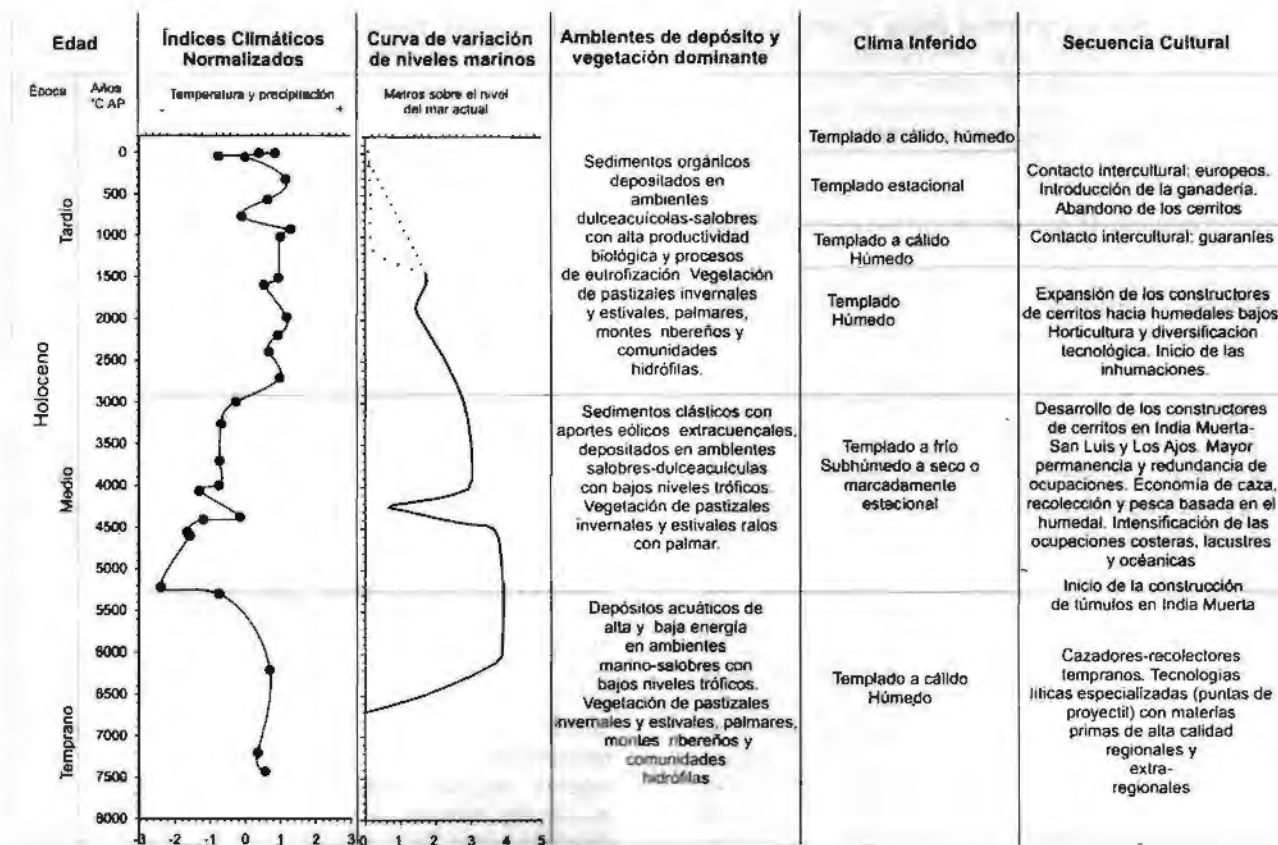 Edad
Índices Climáticos
Normalizados
Curva de variación
de niveles marinos
Ambientes de depósito y
vegetación dominante
Clima Inferido
Secuencia Cultural
Época
Años
°C AP
Temperatura y precipitación
- +
Metros sobre el nivel
del mar actual
Holoceno
Tardio
Medio
Temprano
0
500
1000
1500
2000
2500
3000
3500
4000
4500
5000
5500
6000
6500
7000
7500
8000
-3 -2 -1 0 1 2 3
0 1 2 3 4 5
Sedimentos orgánicos
depositados en
ambientes
dulceacuícolas-salobres
con alta productividad
biológica y procesos
de eutrofización Vegetación
de pastizales invernales
y estivales, palmares,
montes ribereños y
comunidades
hidrófilas.
Sedimentos clásticos con
aportes eólicos extracuencales,
depositados en ambientes
salobres-dulceacuículas
con bajos niveles tróficos.
Vegetación de pastizales
invernales y estivales ralos
con palmar.
Depósitos acuáticos de
alta y baja energía
en ambientes
marino-salobres con
bajos niveles tróficos.
Vegetación de pastizales
invernales y estivales, palmares,
montes ribereños y
comunidades
hidrófilas
Templado a cálido, húmedo
Templado estacional
Templado a cálido
Húmedo
Templado
Húmedo
Templado a frío
Subhúmedo a seco o
marcadamente
estacional
Templado a cálido
Húmedo
Contacto intercultural: europeos.
Introducción de la ganadería.
Abandono de los cerritos
Contacto intercultural: guaraníes
Expansión de los constructores
de cerritos hacia humedales bajos
Horticultura y diversificación
tecnológica. Inicio de las
inhumaciones.
Desarrollo de los constructores
de cerritos en India Muerta-
San Luis y Los Ajos. Mayor
permanencia y redundancia de
ocupaciones. Economía de caza,
recolección y pesca basada en el
humedal. Intensificación de las
ocupaciones costeras, lacustres
y océanicas
Inicio de la construcción
de túmulos en India Muerta
Cazadores-recolectores
tempranos. Tecnologías
líticas especializadas (puntas de
proyectil) con materías
primas de alta calidad
regionales y
extra-
regionales